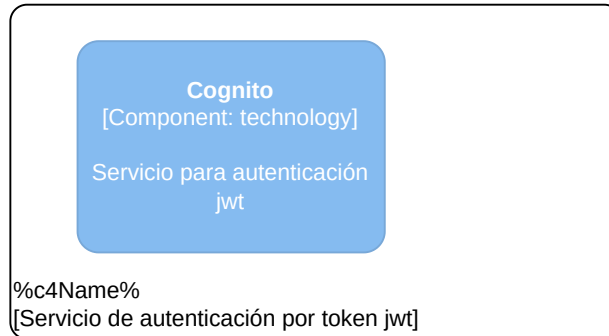 Cognito
[Component: technology]
Servicio para autenticación
jwt
%c4Name%
[Servicio de autenticación por token jwt]